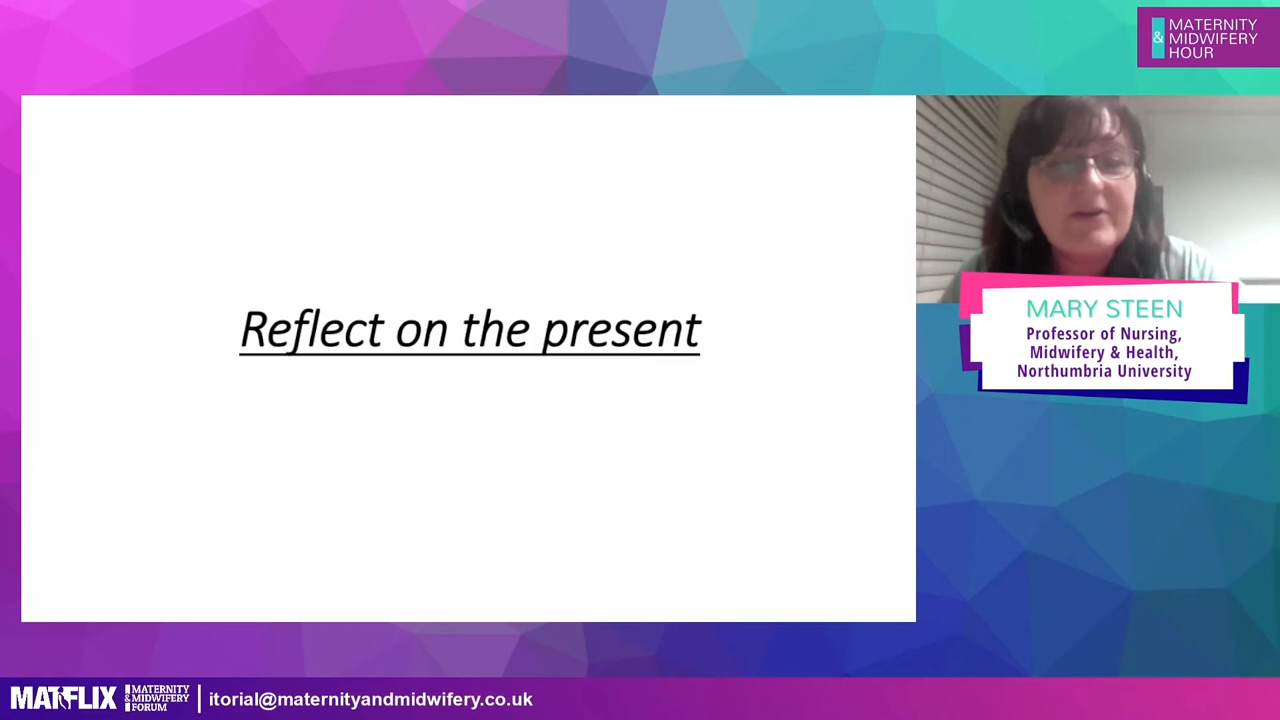 MATERNITY
& MIDWIFERY
HOUR
Reflect on the present
MARY STEEN
Professor of Nursing,
Midwifery & Health,
Northumbria University
MATFLIX
MATERNITY
& MIDWIFERY
FORUM
itorial@maternityandmidwifery.co.uk